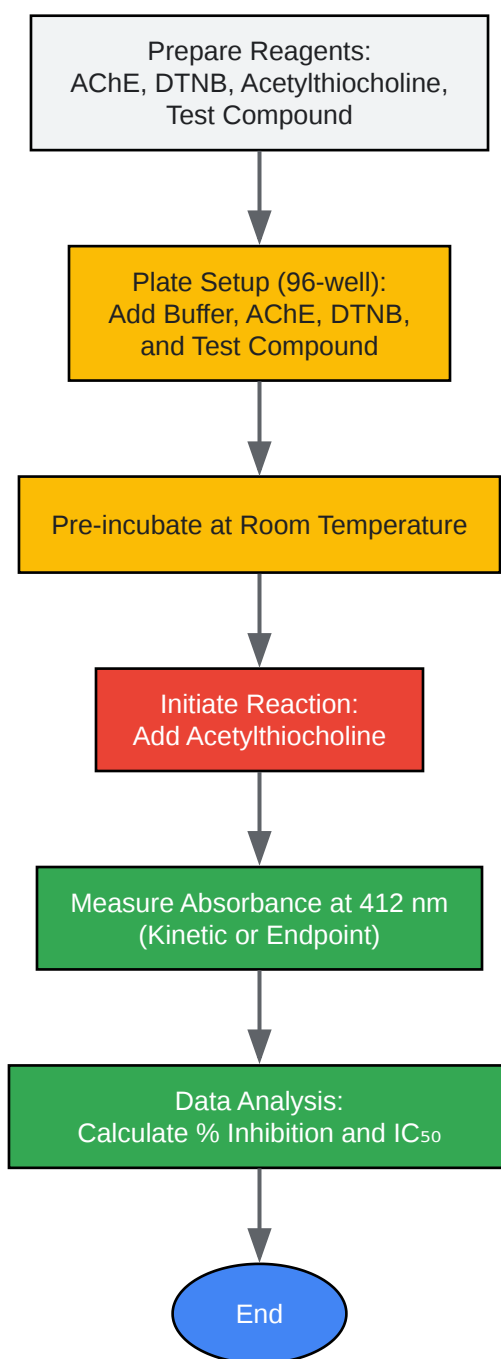 Prepare Reagents:
AChE, DTNB, Acetylthiocholine,
Test Compound
Plate Setup (96-well):
Add Buffer, AChE, DTNB,
and Test Compound
Pre-incubate at Room Temperature
Initiate Reaction:
Add Acetylthiocholine
Measure Absorbance at 412 nm
(Kinetic or Endpoint)
Data Analysis:
Calculate % Inhibition and IC₅₀
End